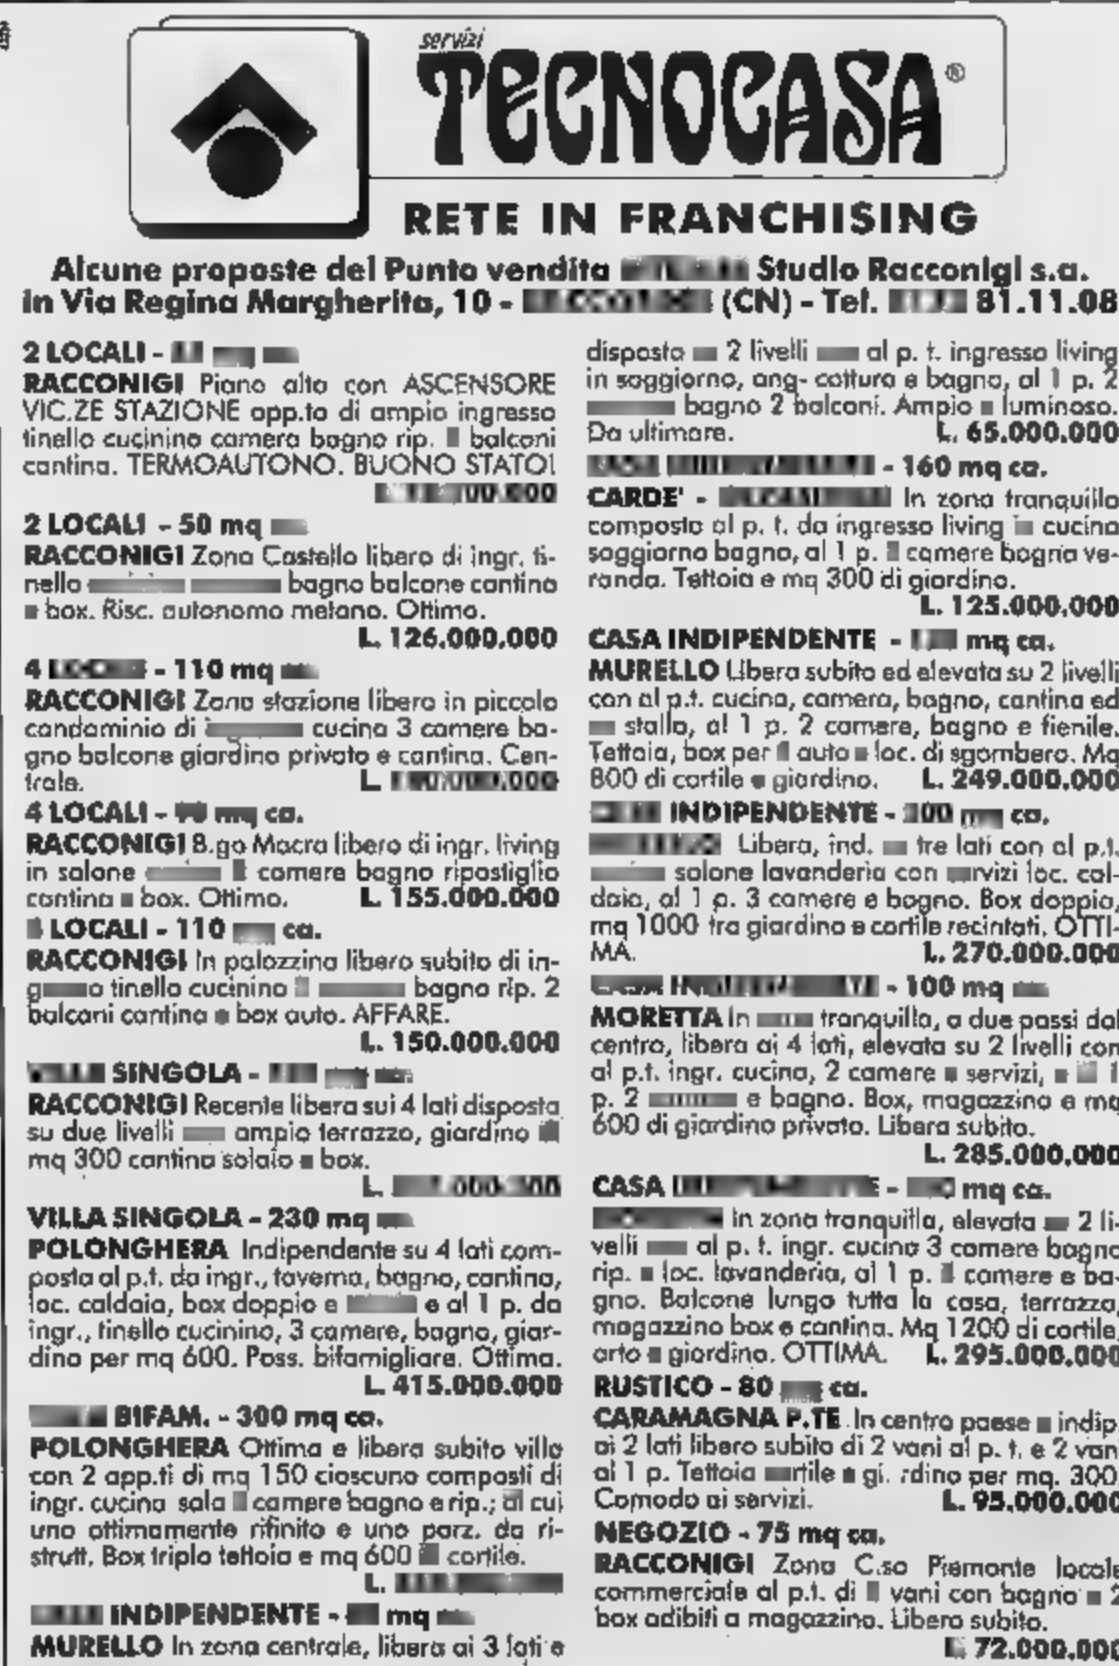 servizi
TECNOCASA®
RETE IN FRANCHISING
Alcune proposte del Punto vendita Studio Racconigi s.a.
in Via Regina Margherita, 10 - (CN) - Tel. 81.11.08
2 LOCALI - mq
RACCONIGI Piano alto con ASCENSORE
VIC.ZE STAZIONE opp.to di ampio ingresso
tinello cucinino camera bagno rip. balconi
cantina. TERMOAUTONO. BUONO STATO!
2 LOCALI - 50 mq
RACCONIGI Zona Castello libero di ingr. ti-
nello bagno balcone cantina
e box. Risc. autonomo metano. Ottimo.
L. 126.000.000
4 - 110 mq
RACCONIGI Zona stazione libero in piccolo
condominio di cucina 3 camere ba-
gno balcone giardino privato e cantina. Cen-
trale. L.
4 LOCALI - mq ca.
RACCONIGI B.go Macra libero di ingr. living
in salone camere bagno ripostiglio
cantina e box. Ottimo. L. 155.000.000
LOCALI - 110 ca.
RACCONIGI In palazzina libero subito di in-
tinello cucinino bagno rip. 2
balconi cantina e box auto. AFFARE.
L. 150.000.000
SINGOLA -
RACCONIGI Recente libera sui 4 lati disposta
su due livelli ampio terrazzo, giardino
mq 300 cantina solaio e box.
L.
VILLA SINGOLA - 230 mq
POLONGHERA Indipendente su 4 lati com-
posta al p.t. da ingr., taverna, bagno, cantina,
loc. caldaia, box doppio e e al 1 p. da
ingr., tinello cucinino, 3 camere, bagno, giar-
dino per mq 600. Poss. bifamigliare. Ottima.
L. 415.000.000
BIFAM. - 300 mq ca.
POLONGHERA Ottima e libera subito villa
con 2 app.ti di mq 150 ciascuno composti di
ingr. cucina sala camere bagno e rip.; di cui
uno ottimamente rifinito e uno parz. da ri-
strutt. Box triplo tettoia e mq 600 cortile.
L.
INDIPENDENTE - mq
MURELLO In zona centrale, libera ai 3 lati e
disposta 2 livelli al p. t. ingresso living
in soggiorno, ang- cottura e bagno, al 1 p. 2
bagno 2 balconi. Ampio e luminoso.
Da ultimare. L. 65.000.000
- 160 mq ca.
CARDE' - In zona tranquilla
composta al p. t. da ingresso living cucina
soggiorno bagno, al 1 p. camere bagno ve-
randa. Tettoia e mq 300 di giardino.
L. 125.000.000
CASA INDIPENDENTE - mq ca.
MURELLO Libera subito ed elevata su 2 livelli
con al p.t. cucina, camera, bagno, cantina ed
stalla, al 1 p. 2 camere, bagno e fienile.
Tettoia, box per auto e loc. di sgombero. Mq
800 di cortile e giardino. L. 249.000.000
INDIPENDENTE - ca.
Libera, ind. tre lati con al p.t.
salone lavanderia con servizi loc. cal-
daia, al 1 p. 3 camere e bagno. Box doppio,
mq 1000 tra giardino e cortile recintati. OTTI-
MA. L. 270.000.000
- 100 mq
MORETTA In tranquilla, a due passi dal
centro, libera ai 4 lati, elevata su 2 livelli con
al p.t. ingr. cucina, 2 camere e servizi, 1
p. 2 e bagno. Box, magazzino e mq
600 di giardino privato. Libera subito.
L. 285.000.000
CASA - mq ca.
in zona tranquilla, elevata 2 li-
velli al p. t. ingr. cucina 3 camere bagno
rip. e loc. lavanderia, al 1 p. camere e ba-
gno. Balcone lungo tutta la casa, terrazzo,
magazzino box e cantina. Mq 1200 di cortile,
orto e giardino. OTTIMA. L. 295.000.000
RUSTICO - 80 ca.
CARAMAGNA P.TE In centro paese indip.
ai 2 lati libero subito di 2 vani al p. t. e 2 vani
al 1 p. Tettoia giardino per mq. 300.
Comodo ai servizi. L. 95.000.000
NEGOZIO - 75 mq ca.
RACCONIGI Zona C.so Piemonte locale
commerciale al p.t. di vani con bagno 2
box adibiti a magazzino. Libero subito.
72.000.000